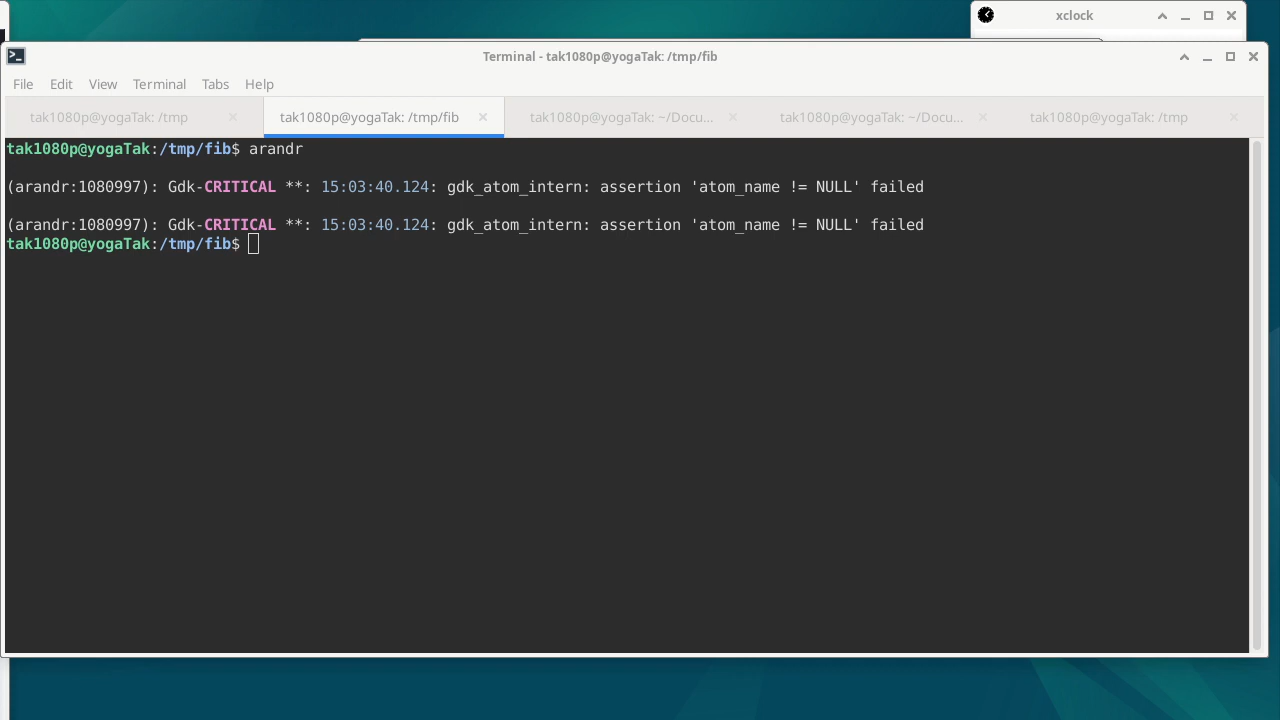 xclock
Terminal - tak1080p@yogaTak: /tmp/fib
File Edit View Terminal Tabs Help
tak1080p@yogaTak: /tmp tak1080p@yogaTak: /tmp/fib tak1080p@yogaTak: ~/Docu... tak1080p@yogaTak: ~/Docu... tak1080p@yogaTak: /tmp
tak1080p@yogaTak:/tmp/fib$ arandr
(arandr:1080997): Gdk-CRITICAL **: 15:03:40.124: gdk_atom_intern: assertion 'atom_name != NULL' failed
(arandr:1080997): Gdk-CRITICAL **: 15:03:40.124: gdk_atom_intern: assertion 'atom_name != NULL' failed
tak1080p@yogaTak:/tmp/fib$